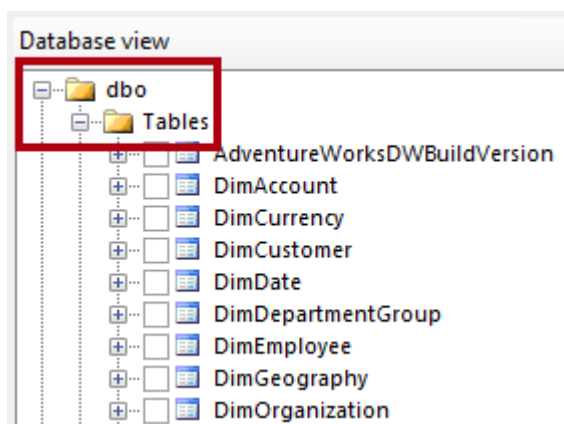 Database view
dbo
Tables
AdventureWorksDWBuildVersion
DimAccount
DimCurrency
DimCustomer
DimDate
DimDepartmentGroup
DimEmployee
DimGeography
DimOrganization